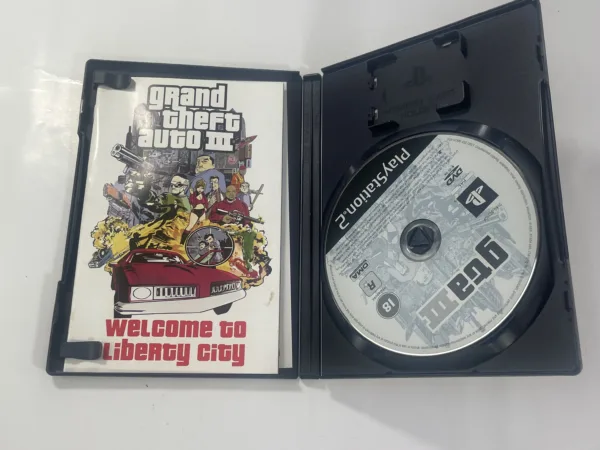 grand
theft
auto III
WELCOME TO
LIBERTY CITY
PlayStation.2
DVD
gta III
R
18